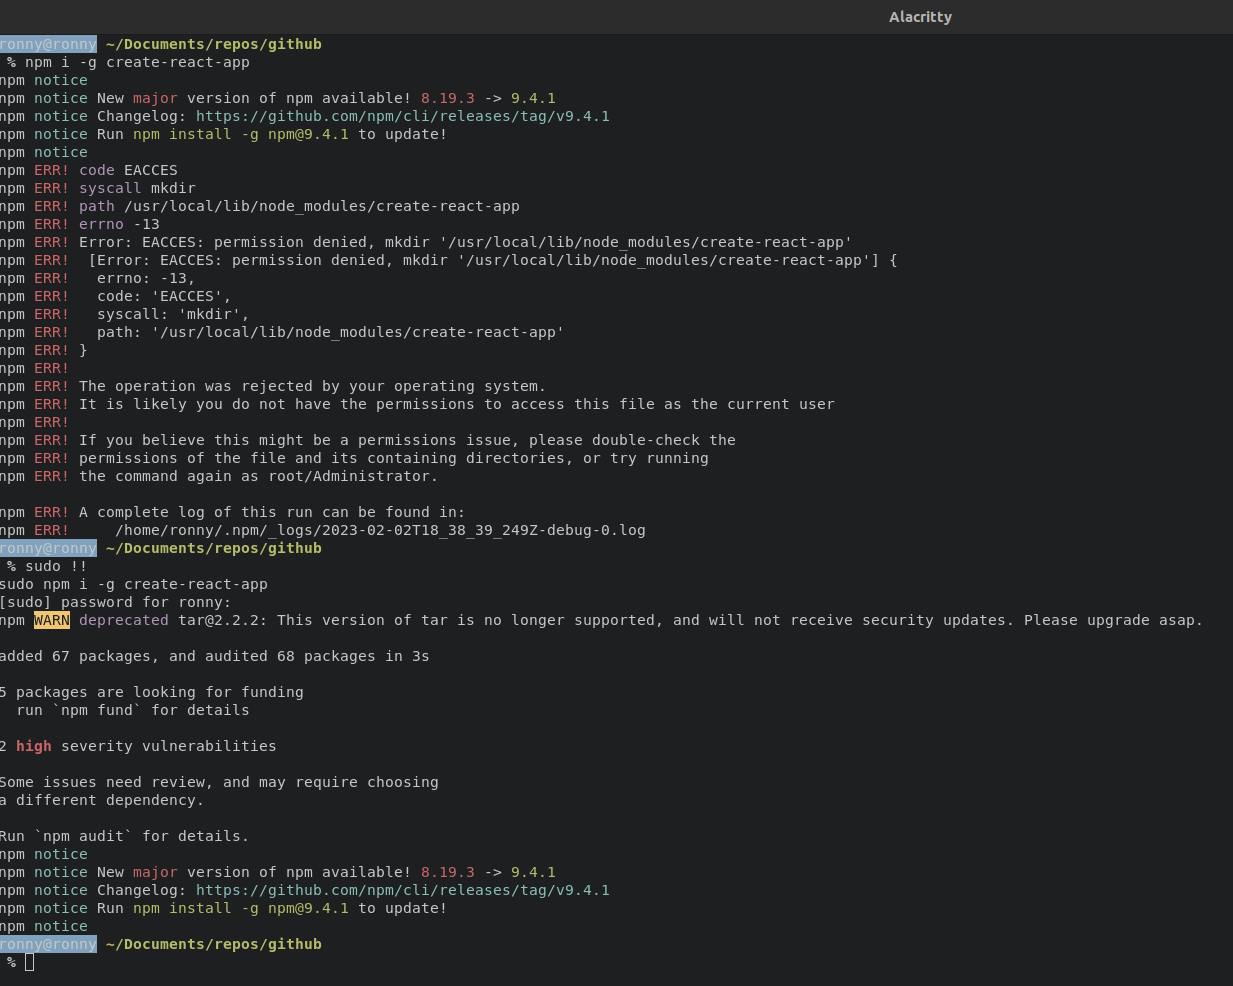 Alacritty
ronny@ronny ~/Documents/repos/github
% npm i -g create-react-app
npm notice
npm notice New major version of npm available! 8.19.3 -> 9.4.1
npm notice Changelog: https://github.com/npm/cli/releases/tag/v9.4.1
npm notice Run npm install -g npm@9.4.1 to update!
npm notice
npm ERR! code EACCES
npm ERR! syscall mkdir
npm ERR! path /usr/local/lib/node_modules/create-react-app
npm ERR! errno -13
npm ERR! Error: EACCES: permission denied, mkdir '/usr/local/lib/node_modules/create-react-app'
npm ERR!  [Error: EACCES: permission denied, mkdir '/usr/local/lib/node_modules/create-react-app'] {
npm ERR!   errno: -13,
npm ERR!   code: 'EACCES',
npm ERR!   syscall: 'mkdir',
npm ERR!   path: '/usr/local/lib/node_modules/create-react-app'
npm ERR! }
npm ERR!
npm ERR! The operation was rejected by your operating system.
npm ERR! It is likely you do not have the permissions to access this file as the current user
npm ERR!
npm ERR! If you believe this might be a permissions issue, please double-check the
npm ERR! permissions of the file and its containing directories, or try running
npm ERR! the command again as root/Administrator.
npm ERR! A complete log of this run can be found in:
npm ERR!     /home/ronny/.npm/_logs/2023-02-02T18_38_39_249Z-debug-0.log
ronny@ronny ~/Documents/repos/github
% sudo !!
sudo npm i -g create-react-app
[sudo] password for ronny:
npm WARN deprecated tar@2.2.2: This version of tar is no longer supported, and will not receive security updates. Please upgrade asap.
added 67 packages, and audited 68 packages in 3s
5 packages are looking for funding
  run `npm fund` for details
2 high severity vulnerabilities
Some issues need review, and may require choosing
a different dependency.
Run `npm audit` for details.
npm notice
npm notice New major version of npm available! 8.19.3 -> 9.4.1
npm notice Changelog: https://github.com/npm/cli/releases/tag/v9.4.1
npm notice Run npm install -g npm@9.4.1 to update!
npm notice
ronny@ronny ~/Documents/repos/github
%